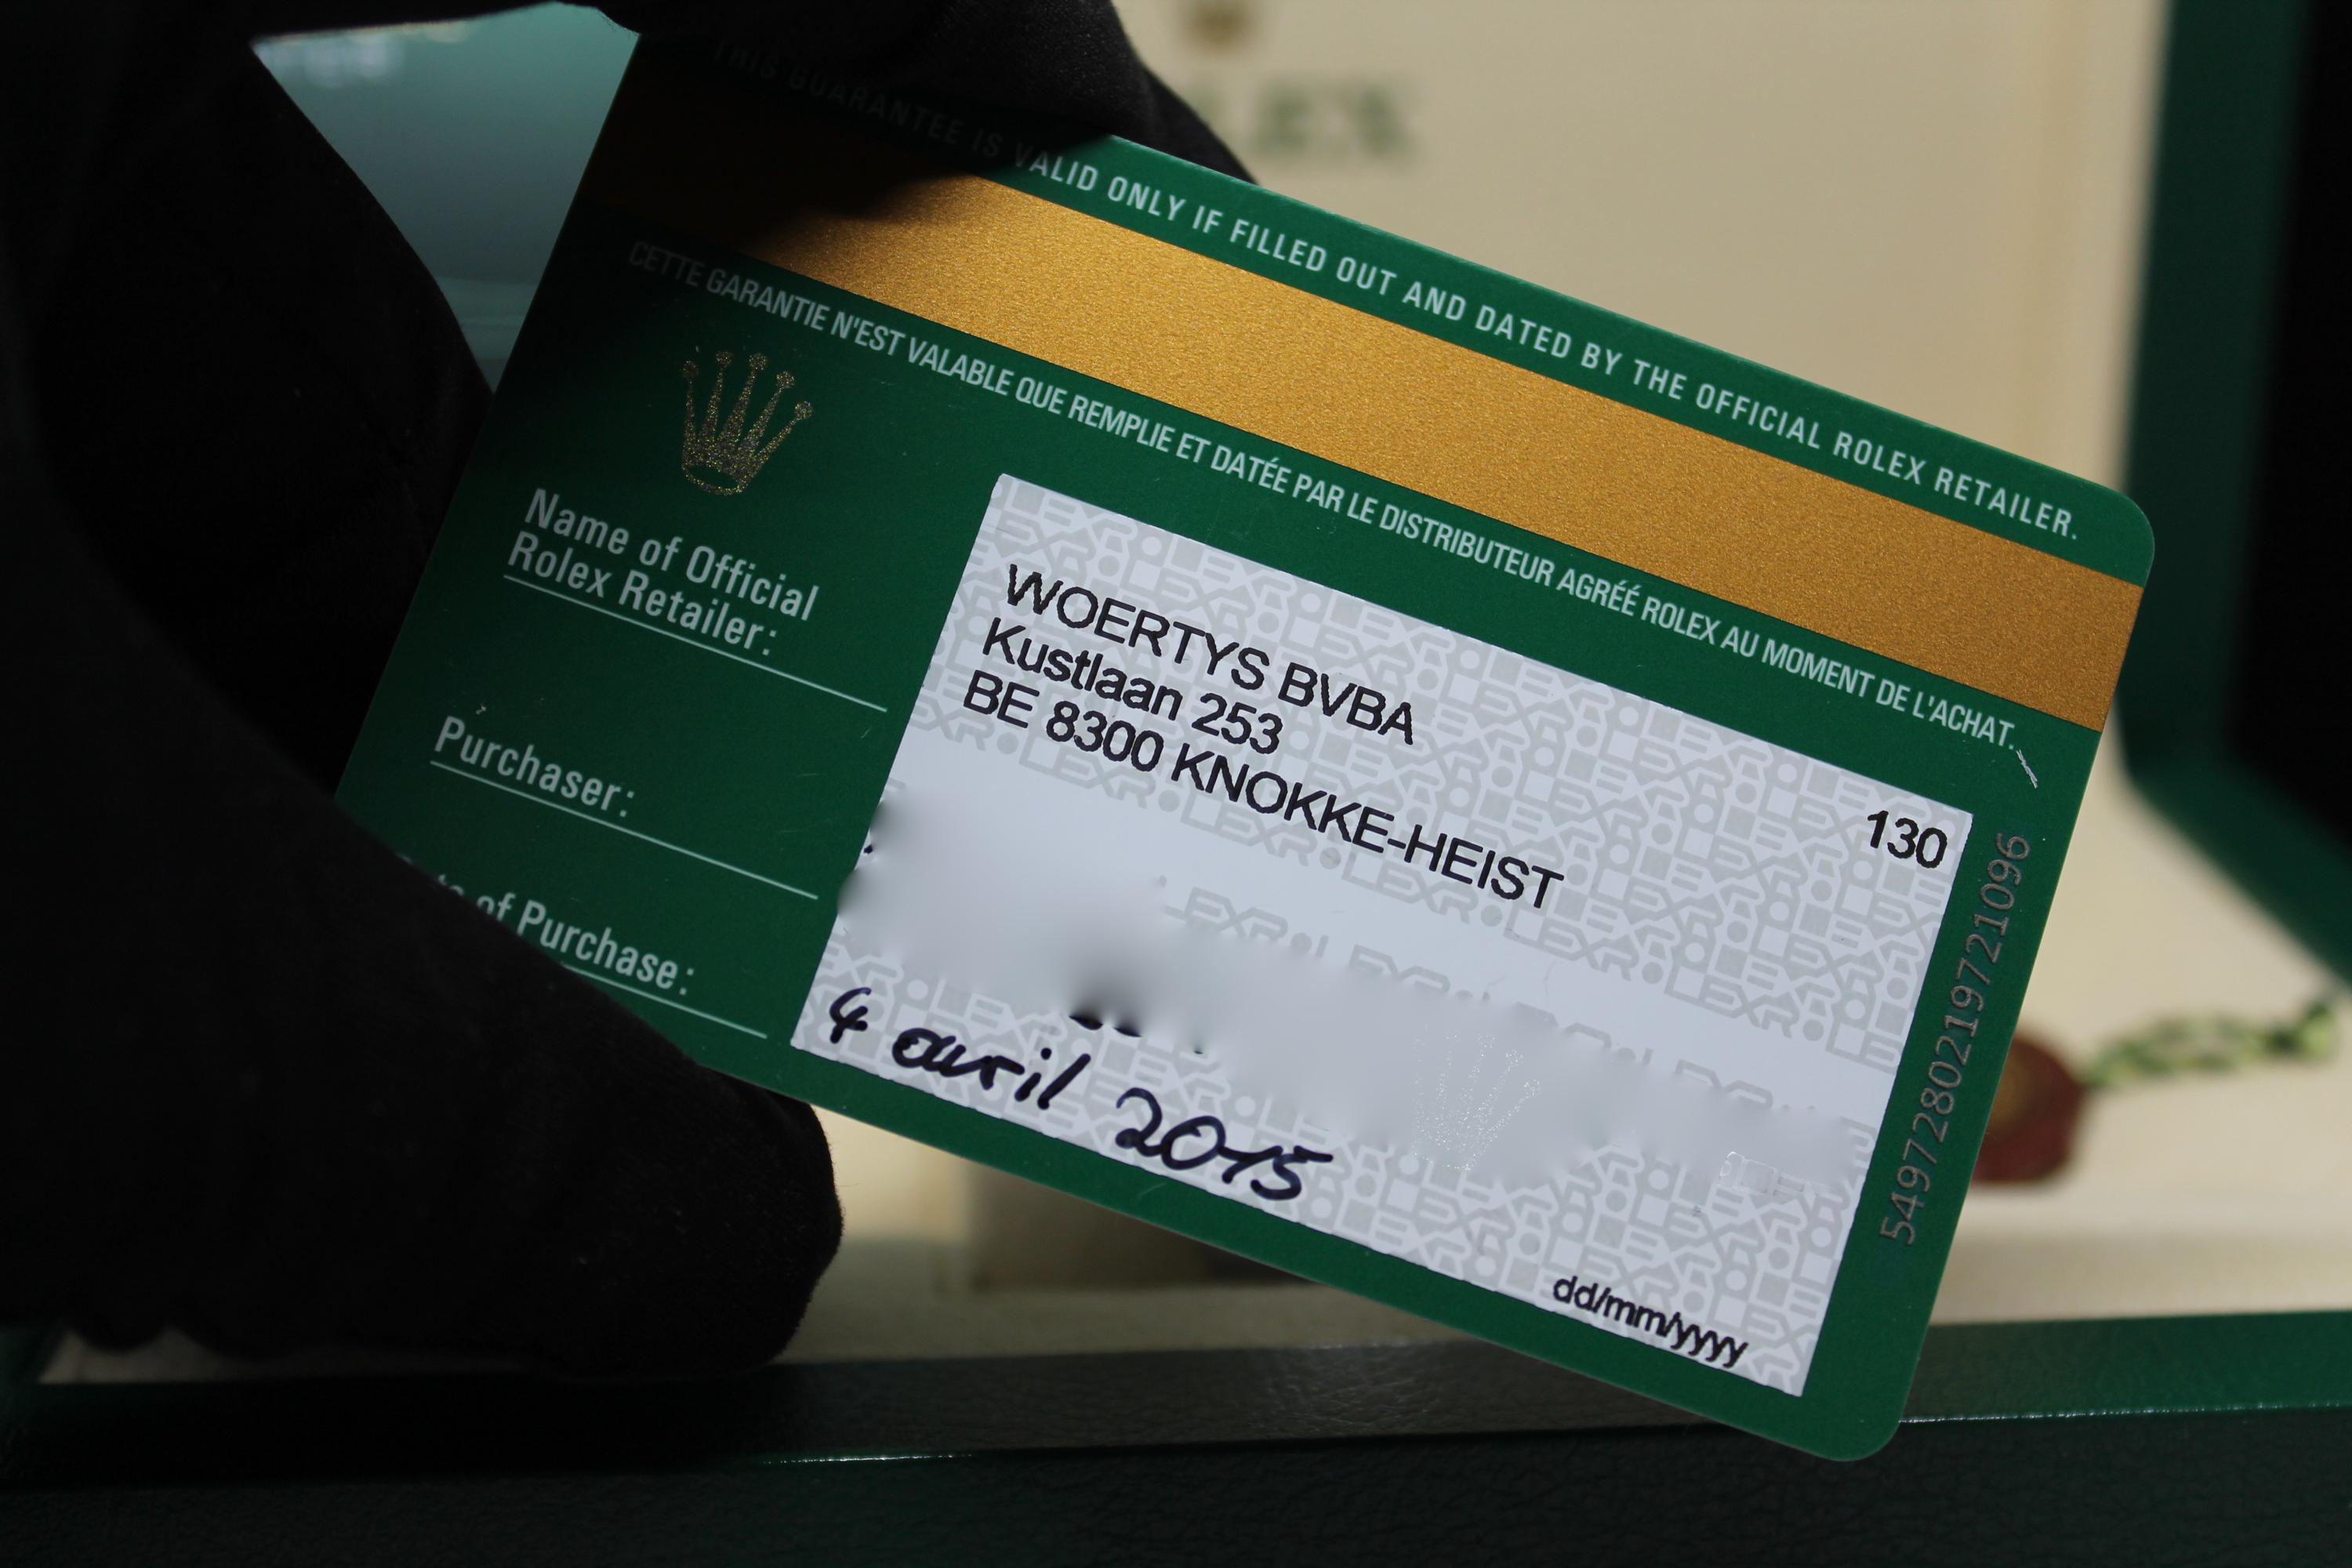 LEX
THIS GUARANTEE IS VALID ONLY IF FILLED OUT AND DATED BY THE OFFICIAL ROLEX RETAILER.
CETTE GARANTIE N'EST VALABLE QUE REMPLIE ET DATÉE PAR LE DISTRIBUTEUR AGRÉÉ ROLEX AU MOMENT DE L'ACHAT.
Name of Official
Rolex Retailer:
WOERTYS BVBA
Kustlaan 253
BE 8300 KNOKKE-HEIST
130
Purchaser:
of Purchase:
4 avril 2015
dd/mm/yyyy
5497280219721096